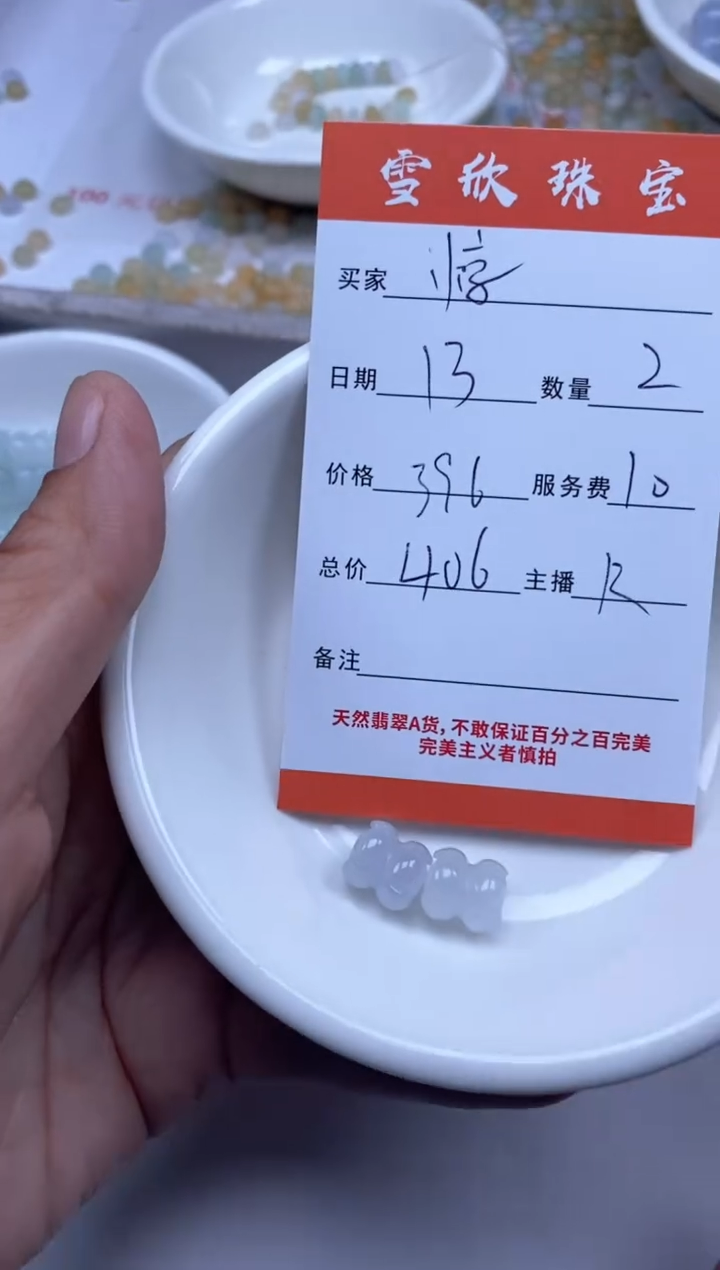 雪欣珠宝
买家 惇
日期 13 数量 2
价格 396 服务费 10
总价 406 主播 R
备注
天然翡翠A货,不敢保证百分之百完美
完美主义者慎拍